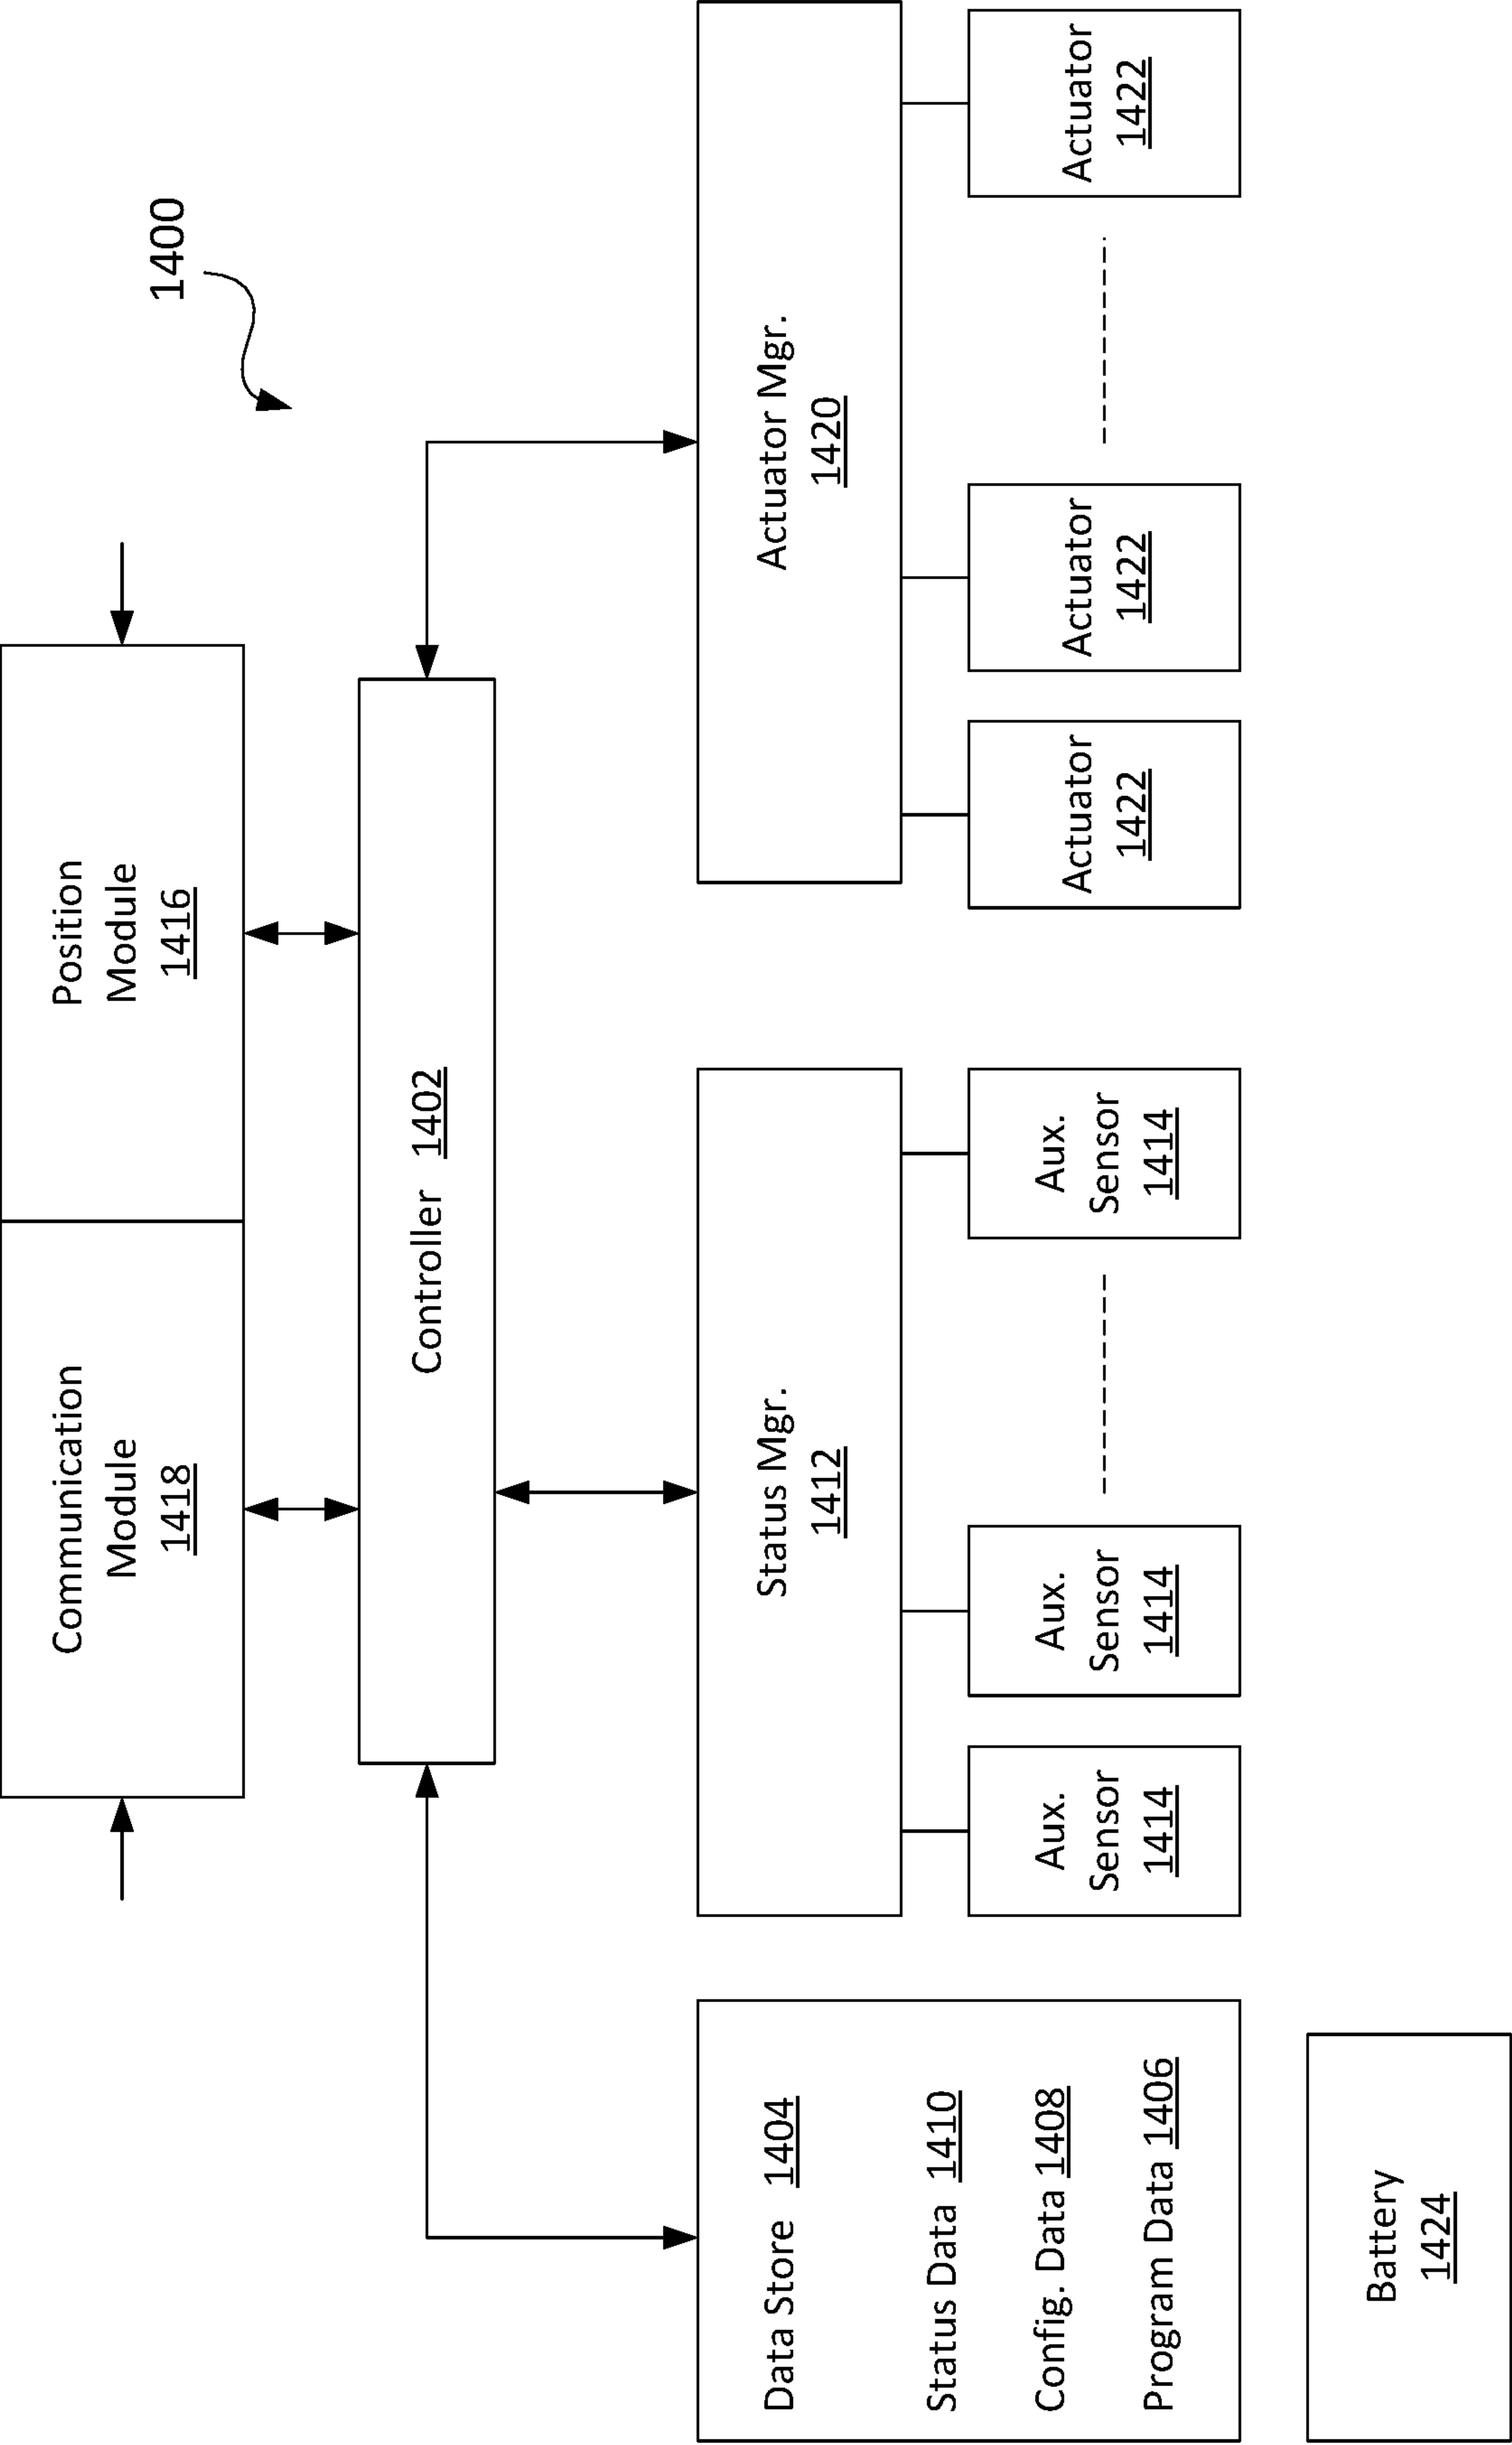 1400
Communication
Module
1418
Position
Module
1416
Controller 1402
Data Store 1404
Status Data 1410
Config. Data 1408
Program Data 1406
Status Mgr.
1412
Actuator Mgr.
1420
Aux.
Sensor
1414
Aux.
Sensor
1414
Aux.
Sensor
1414
Actuator
1422
Actuator
1422
Actuator
1422
Battery
1424